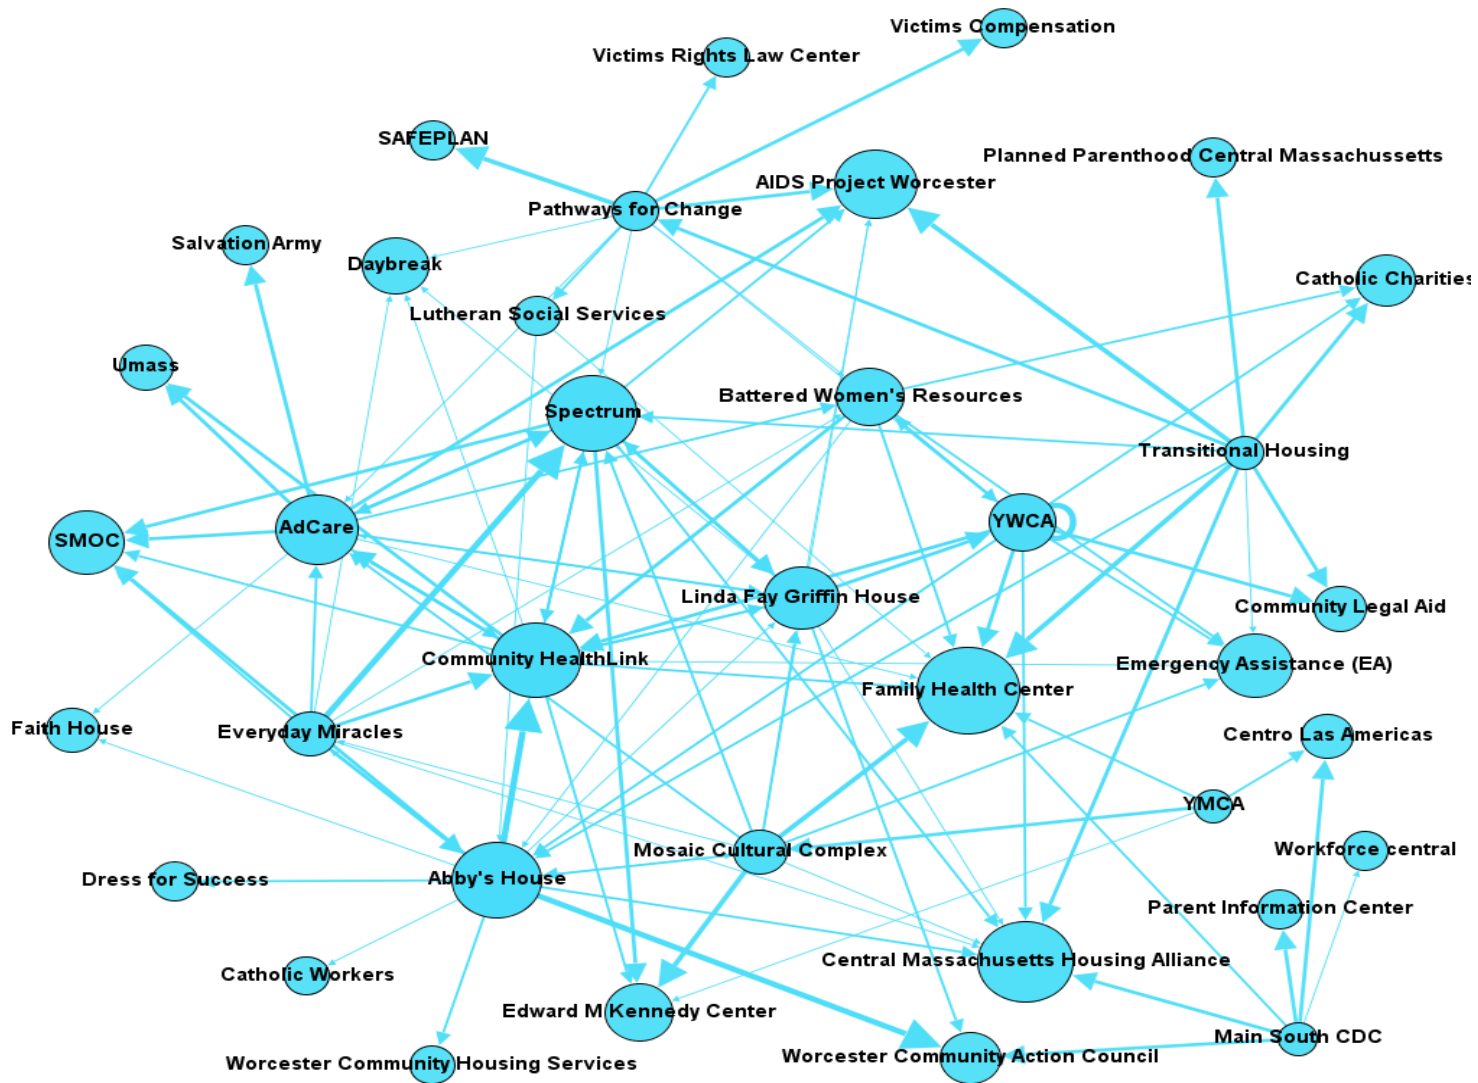 Victims Compensation
Victims Rights Law Center
SAFEPLAN
Planned Parenthood Central Massachussetts
AIDS Project Worcester
Pathways for Change
Salvation Army
Daybreak
Catholic Charities
Lutheran Social Services
Umass
Battered Women's Resources
Spectrum
Transitional Housing
YWCA
AdCare
SMOC
Linda Fay Griffin House
Community Legal Aid
Community HealthLink
Emergency Assistance (EA)
Family Health Center
Faith House
Everyday Miracles
Centro Las Americas
YMCA
Mosaic Cultural Complex
Workforce central
Dress for Success
Abby's House
Parent Information Center
Central Massachusetts Housing Alliance
Catholic Workers
Edward M Kennedy Center
Main South CDC
Worcester Community Action Council
Worcester Community Housing Services